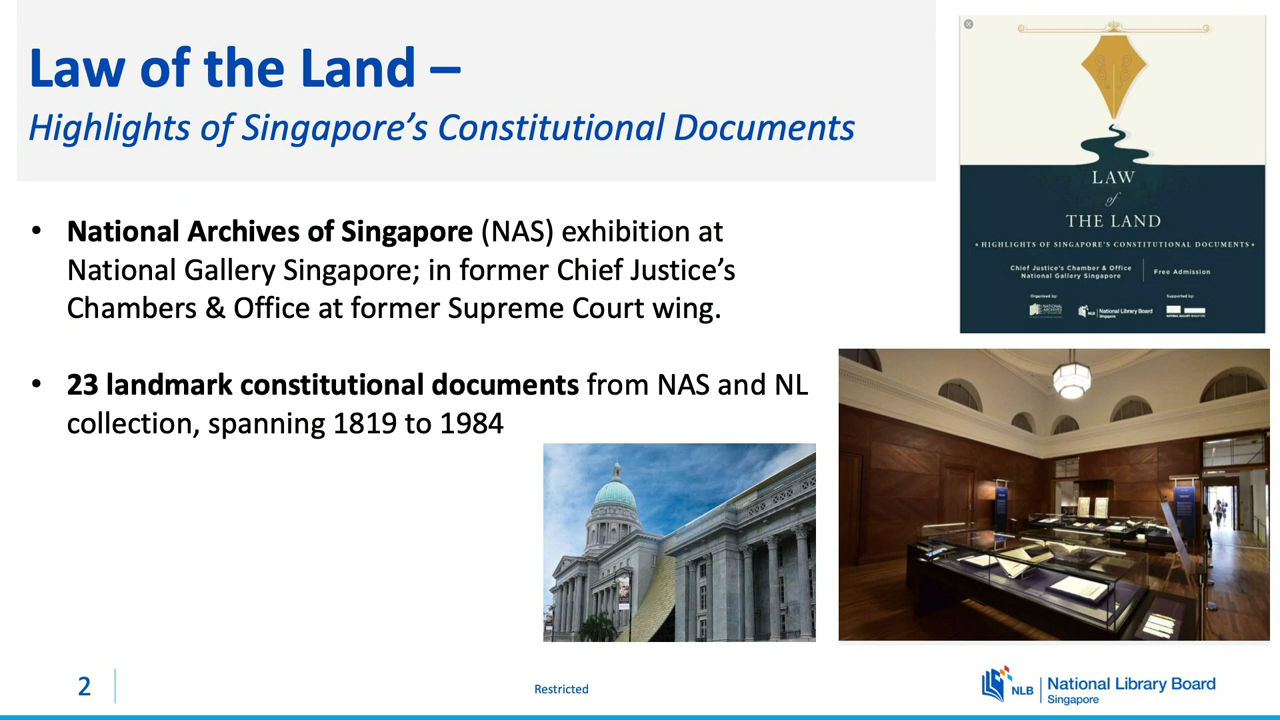 Law of the Land –
Highlights of Singapore’s Constitutional Documents
• National Archives of Singapore (NAS) exhibition at
National Gallery Singapore; in former Chief Justice’s
Chambers & Office at former Supreme Court wing.
• 23 landmark constitutional documents from NAS and NL
collection, spanning 1819 to 1984
LAW
of
THE LAND
• HIGHLIGHTS OF SINGAPORE'S CONSTITUTIONAL DOCUMENTS •
Chief Justice's Chamber & Office
National Gallery Singapore
Free Admission
Organised by:
Supported by:
NLB National Library Board
Singapore
2
Restricted
NLB National Library Board
Singapore